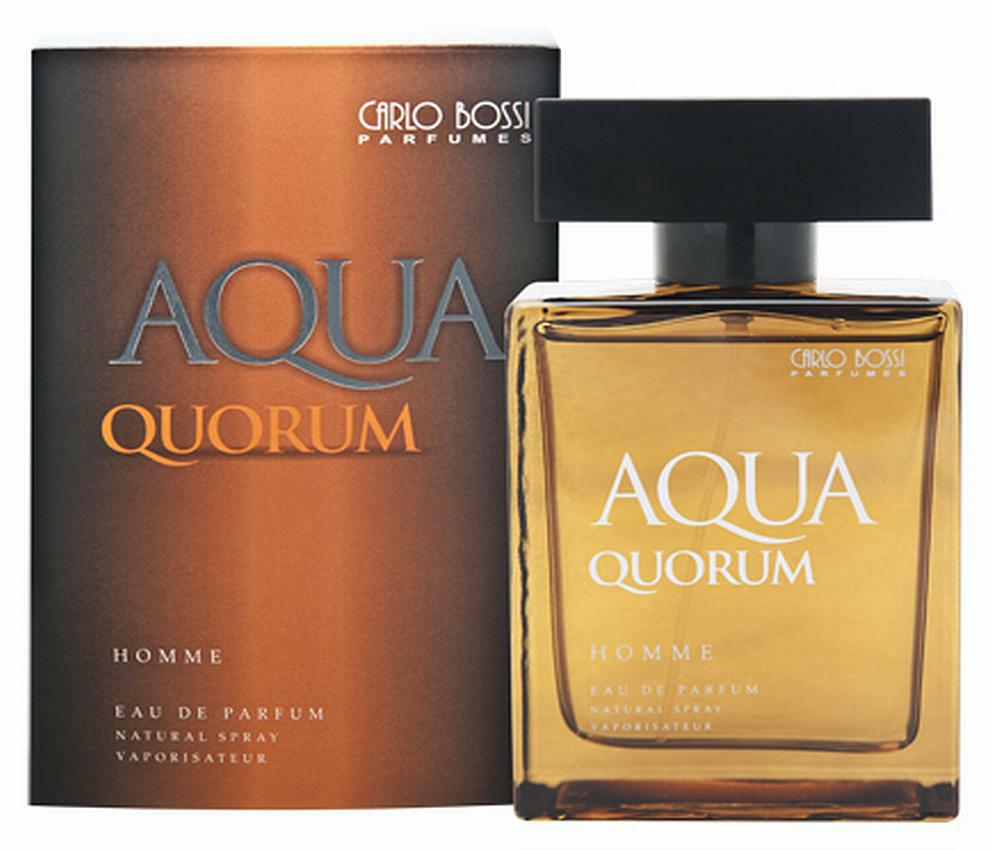 CARLO BOSSI
PARFUMES
AQUA
QUORUM
HOMME
EAU DE PARFUM
NATURAL SPRAY
VAPORISATEUR
CARLO BOSSI
PARFUMES
AQUA
QUORUM
HOMME
EAU DE PARFUM
NATURAL SPRAY
VAPORISATEUR